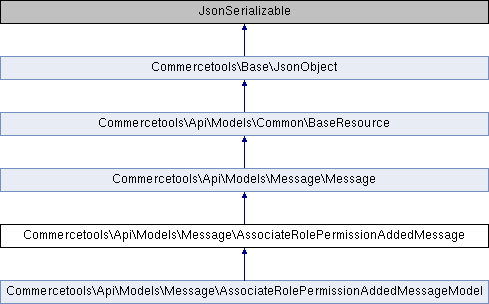 JsonSerializable
Commercetools\Base\JsonObject
Commercetools\Api\Models\Common\BaseResource
Commercetools\Api\Models\Message\Message
Commercetools\Api\Models\Message\AssociateRolePermissionAddedMessage
Commercetools\Api\Models\Message\AssociateRolePermissionAddedMessageModel